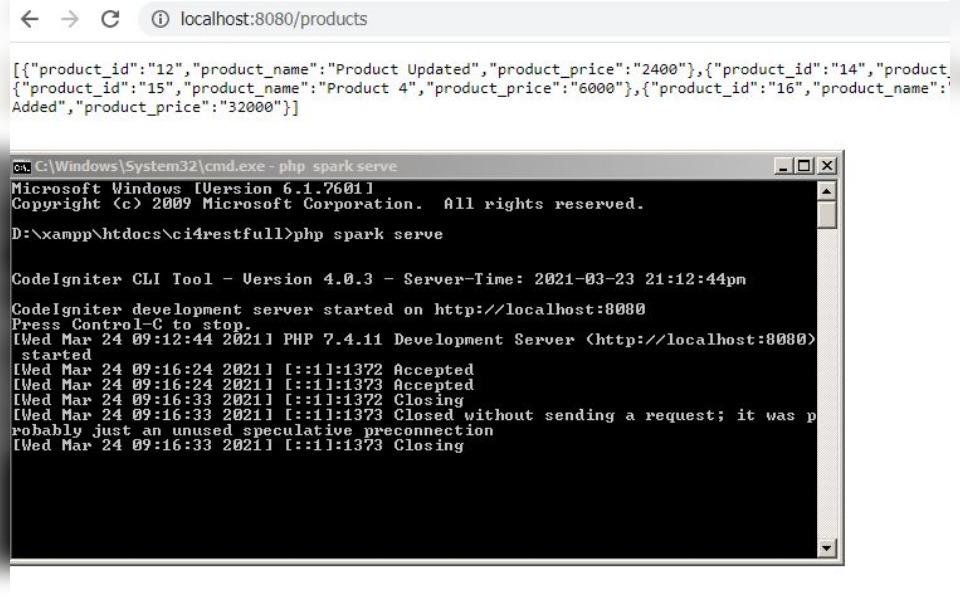 localhost:8080/products
[{"product_id":"12","product_name":"Product Updated","product_price":"2400"},{"product_id":"14","product_
{"product_id":"15","product_name":"Product 4","product_price":"6000"},{"product_id":"16","product_name":"
Added","product_price":"32000"}]
C:\Windows\System32\cmd.exe - php  spark serve
Microsoft Windows [Version 6.1.7601]
Copyright (c) 2009 Microsoft Corporation.  All rights reserved.
D:\xampp\htdocs\ci4restfull>php spark serve
CodeIgniter CLI Tool - Version 4.0.3 - Server-Time: 2021-03-23 21:12:44pm
CodeIgniter development server started on http://localhost:8080
Press Control-C to stop.
[Wed Mar 24 09:12:44 2021] PHP 7.4.11 Development Server (http://localhost:8080)
 started
[Wed Mar 24 09:16:24 2021] [::1]:1372 Accepted
[Wed Mar 24 09:16:24 2021] [::1]:1373 Accepted
[Wed Mar 24 09:16:33 2021] [::1]:1372 Closing
[Wed Mar 24 09:16:33 2021] [::1]:1373 Closed without sending a request; it was p
robably just an unused speculative preconnection
[Wed Mar 24 09:16:33 2021] [::1]:1373 Closing